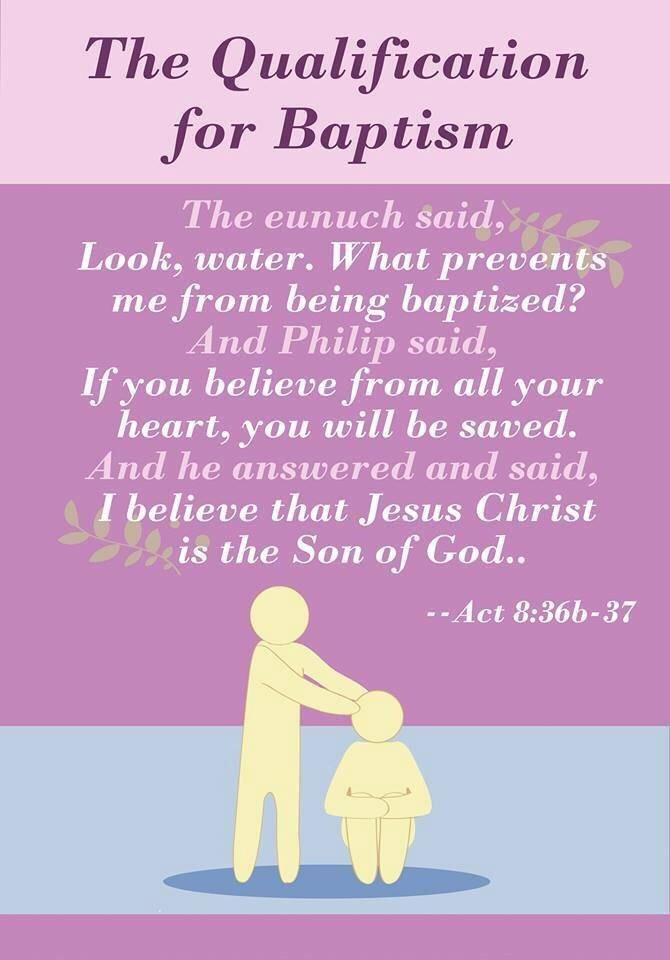 The Qualification
for Baptism
The eunuch said,
Look, water. What prevents
me from being baptized?
And Philip said,
If you believe from all your
heart, you will be saved.
And he answered and said,
I believe that Jesus Christ
is the Son of God..
--Act 8:36b-37